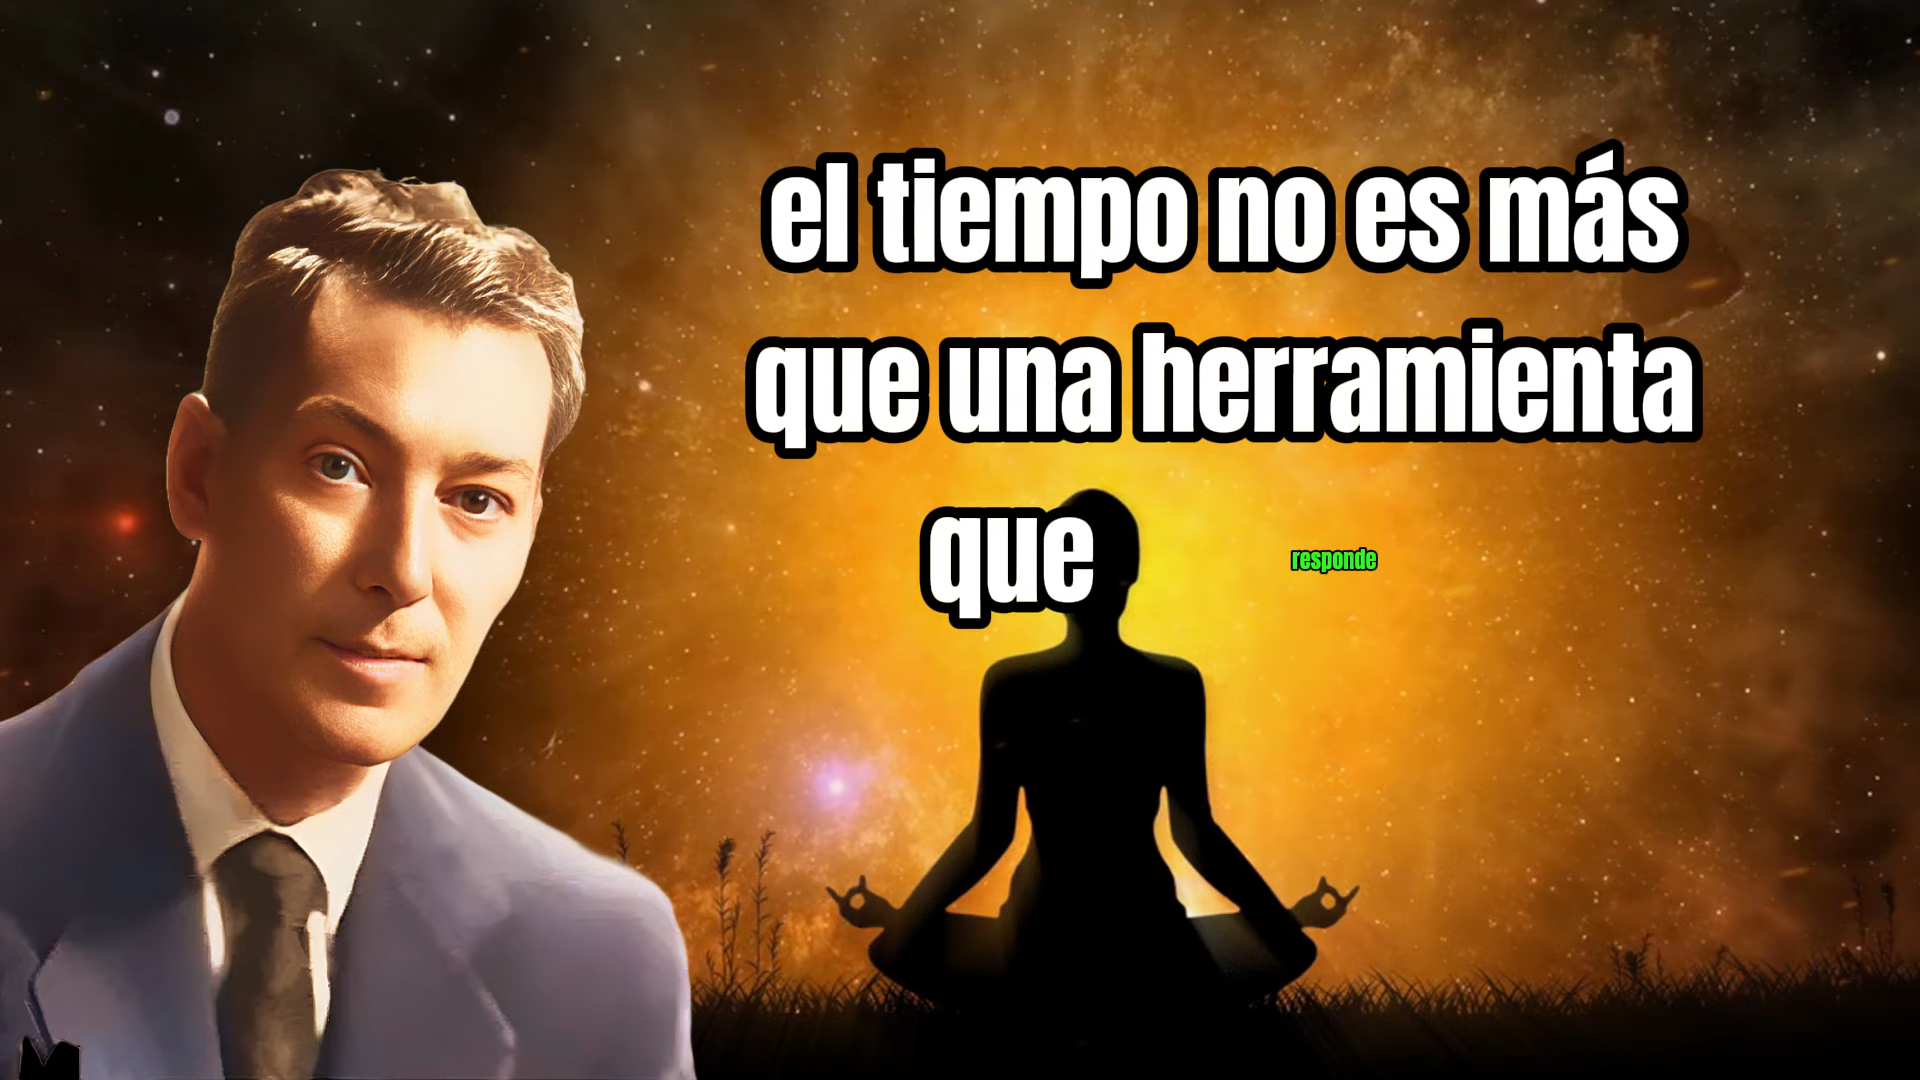 el tiempo no es más
que una herramienta
que responde